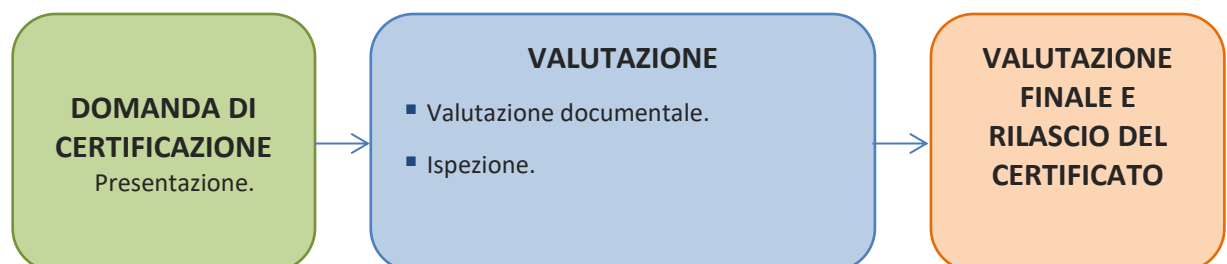 DOMANDA DI
CERTIFICAZIONE
Presentazione.
VALUTAZIONE
▪ Valutazione documentale.
▪ Ispezione.
VALUTAZIONE
FINALE E
RILASCIO DEL
CERTIFICATO